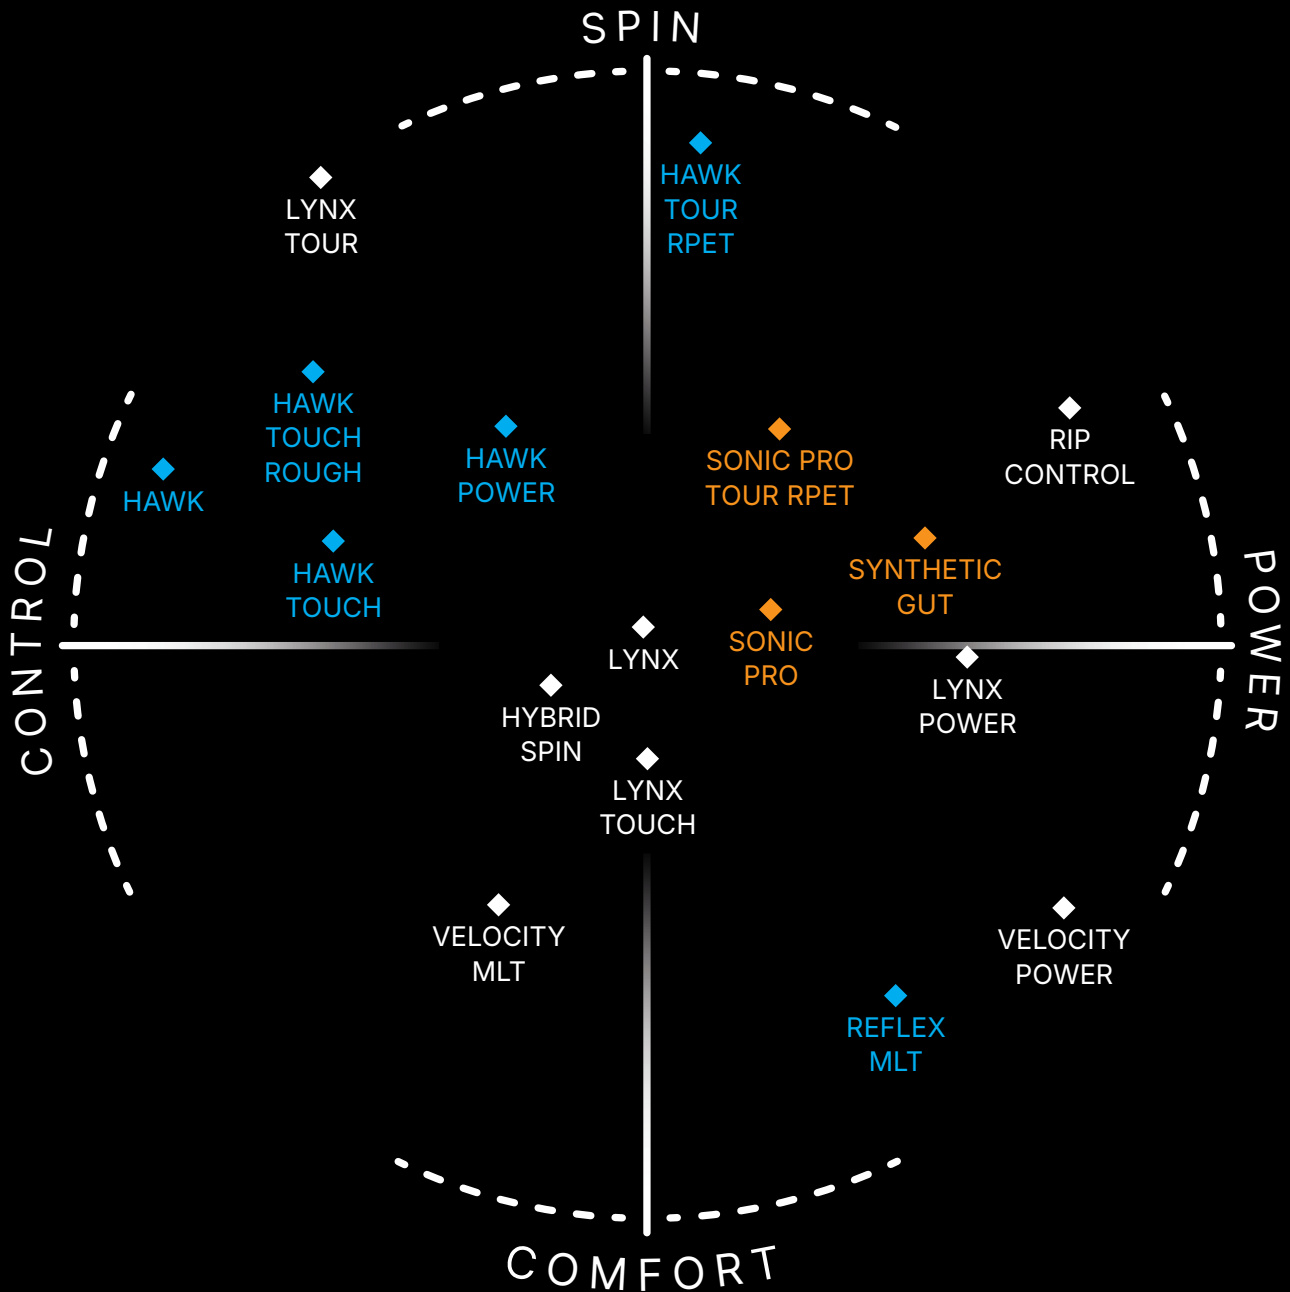 SPIN
HAWK
TOUR
RPET
LYNX
TOUR
HAWK
TOUCH
ROUGH
HAWK
POWER
SONIC PRO
TOUR RPET
RIP
CONTROL
HAWK
HAWK
TOUCH
SYNTHETIC
GUT
CONTROL
POWER
LYNX
SONIC
PRO
LYNX
POWER
HYBRID
SPIN
LYNX
TOUCH
VELOCITY
MLT
VELOCITY
POWER
REFLEX
MLT
COMFORT